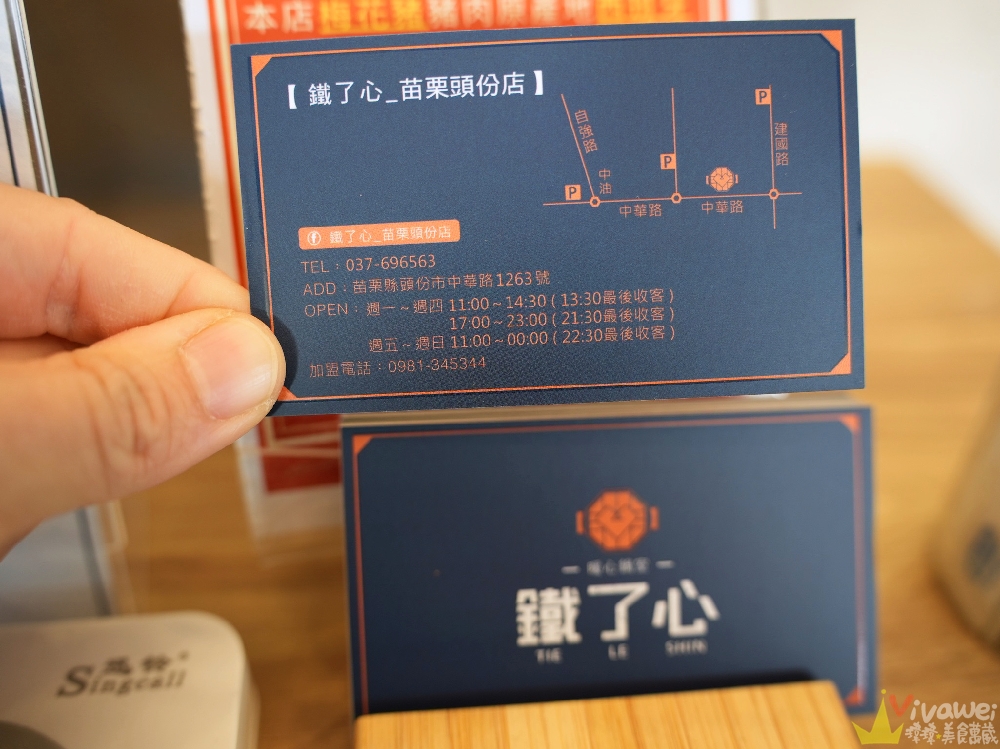 本店梅花豬豬肉原產地
【 鐵了心_苗栗頭份店 】
自強路
中油
P
P
P
建國路
中華路
中華路
鐵了心_苗栗頭份店
TEL：037-696563
ADD：苗栗縣頭份市中華路1263號
OPEN：週一～週四 11:00～14:30 ( 13:30最後收客 )
17:00～23:00 ( 21:30最後收客 )
週五～週日 11:00～00:00 ( 22:30最後收客 )
加盟電話：0981-345344
鐵了心
TIE LE SHIN
Singcall
Vivawei